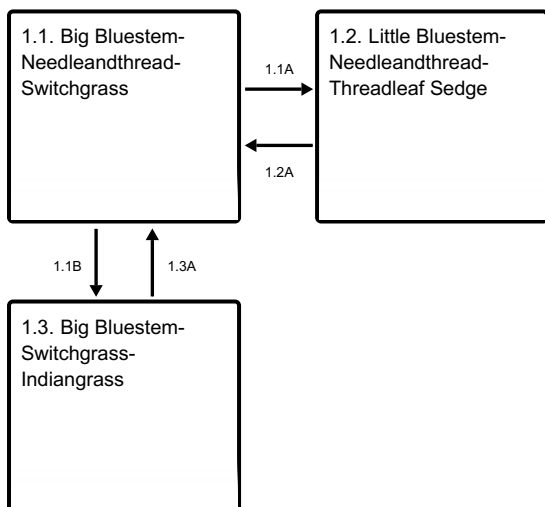 1.1. Big Bluestem-
Needleandthread-
Switchgrass
1.1A
1.2A
1.2. Little Bluestem-
Needleandthread-
Threadleaf Sedge
1.1B
1.3A
1.3. Big Bluestem-
Switchgrass-
Indiangrass